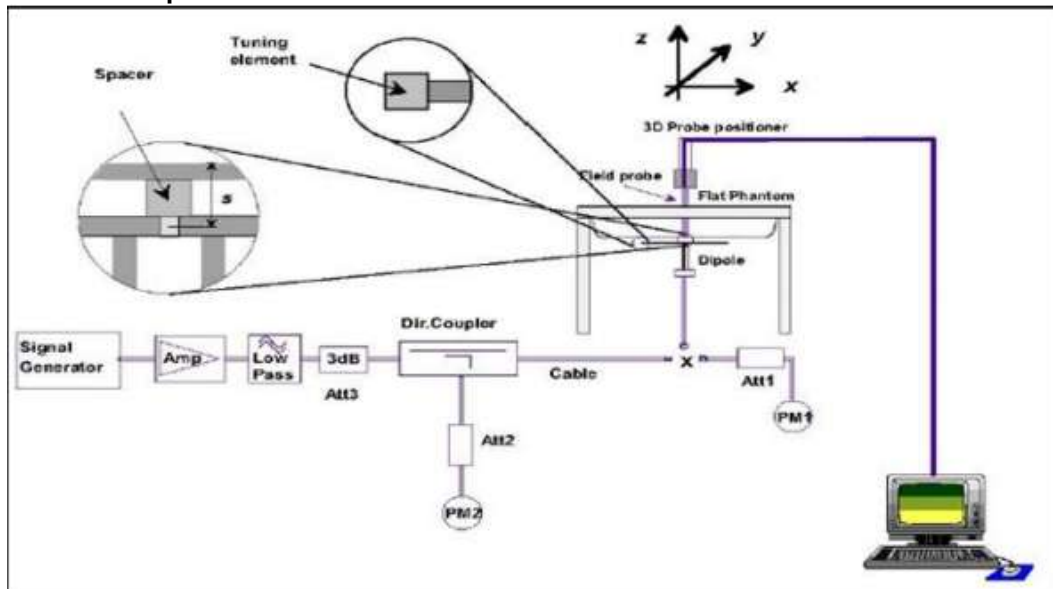 Tuning
element
Spacer
z
y
x
3D Probe positioner
Field probe
Flat Phantom
s
Dipole
Dir.Coupler
Signal
Generator
Amp
Low
Pass
3dB
Att3
Cable
x
Att1
PM1
Att2
PM2